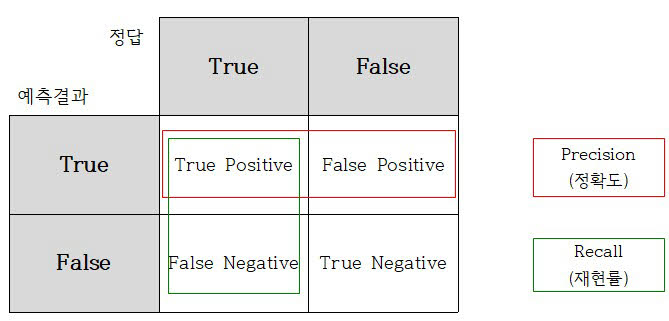 정답
True False
예측결과
True True Positive False Positive
Precision
(정확도)
False False Negative True Negative
Recall
(재현률)